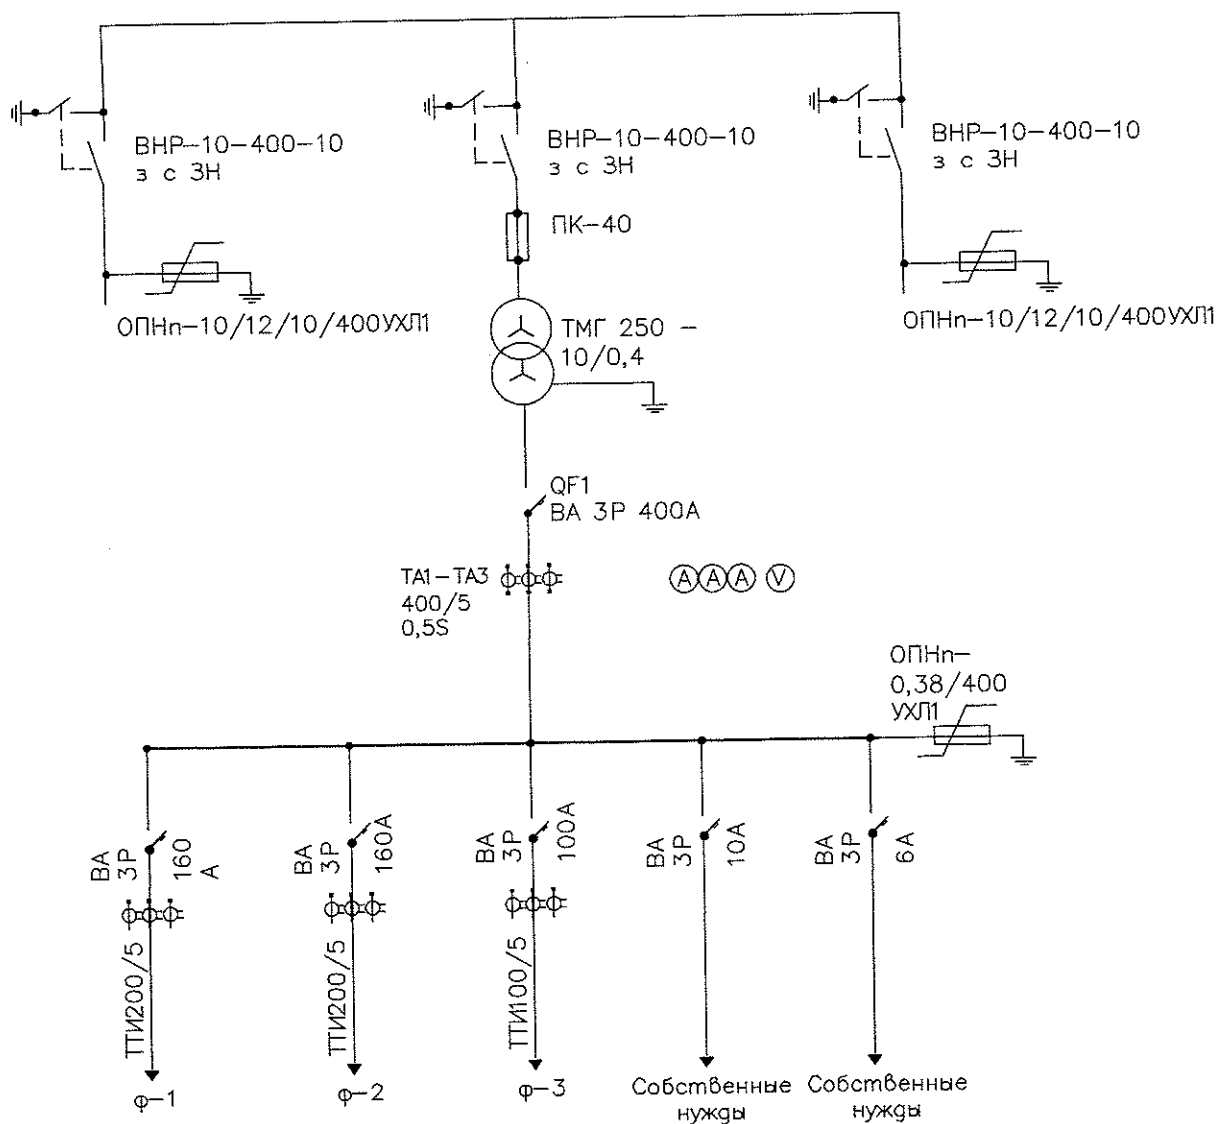 ВНР-10-400-10
з с ЗН
ВНР-10-400-10
з с ЗН
ВНР-10-400-10
з с ЗН
ПК-40
ОПНп-10/12/10/400УХЛ1
ТМГ 250 -
10/0,4
ОПНп-10/12/10/400УХЛ1
QF1
ВА 3Р 400А
ТА1-ТА3
400/5
0,5S
А А А V
ОПНп-
0,38/400
УХЛ1
ВА
3Р
160
А
ВА
3Р
160А
ВА
3Р
100А
ВА
3Р
10А
ВА
3Р
6А
ТТИ200/5
ТТИ200/5
ТТИ100/5
ф-1
ф-2
ф-3
Собственные
нужды
Собственные
нужды